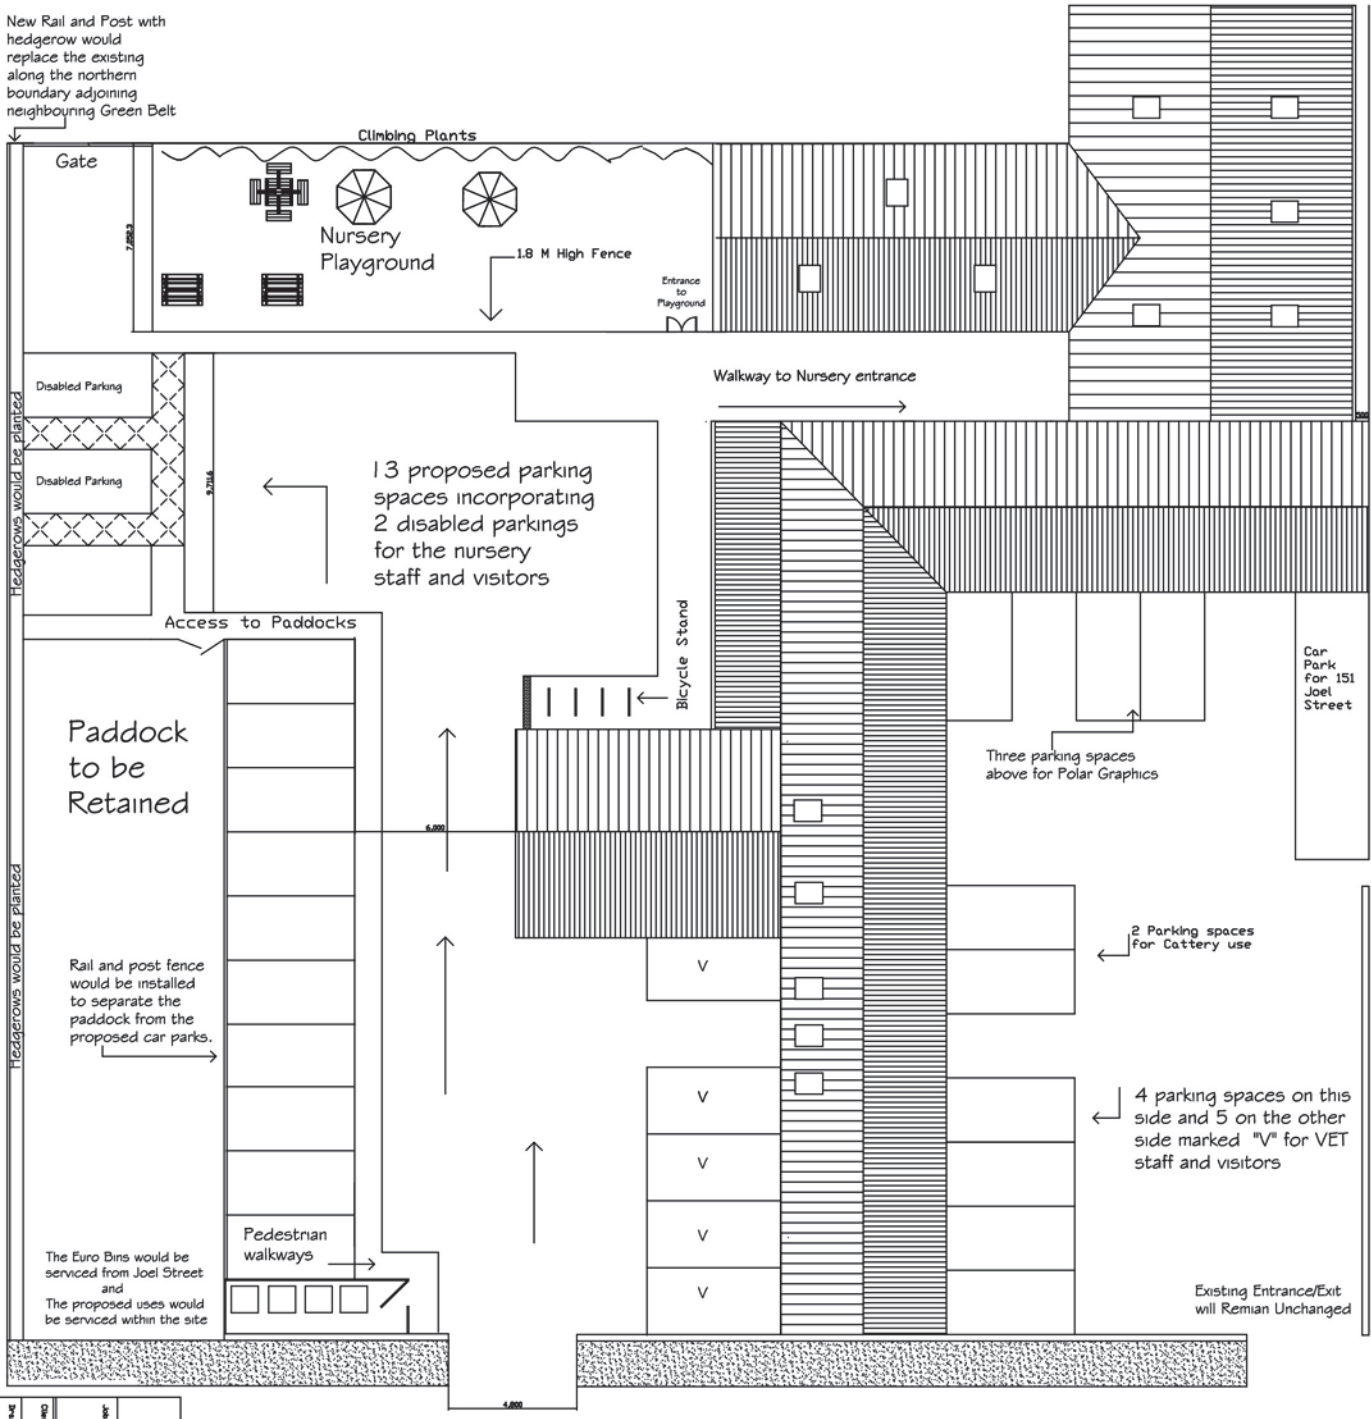 New Rail and Post with
hedgerow would
replace the existing
along the northern
boundary adjoining
neighbouring Green Belt
Climbing Plants
Gate
Nursery
Playground
1.8 M High Fence
Entrance
to
Playground
Disabled Parking
Walkway to Nursery entrance
Hedgerows would be planted
Disabled Parking
13 proposed parking
spaces incorporating
2 disabled parkings
for the nursery
staff and visitors
Access to Paddocks
Bicycle Stand
Car
Park
for 151
Joel
Street
Paddock
to be
Retained
Three parking spaces
above for Polar Graphics
6.000
Hedgerows would be planted
2 Parking spaces
for Cattery use
Rail and post fence
would be installed
to separate the
paddock from the
proposed car parks.
V
V
V
V
V
4 parking spaces on this
side and 5 on the other
side marked "V" for VET
staff and visitors
Pedestrian
walkways
The Euro Bins would be
serviced from Joel Street
and
The proposed uses would
be serviced within the site
Existing Entrance/Exit
will Remian Unchanged
4.800